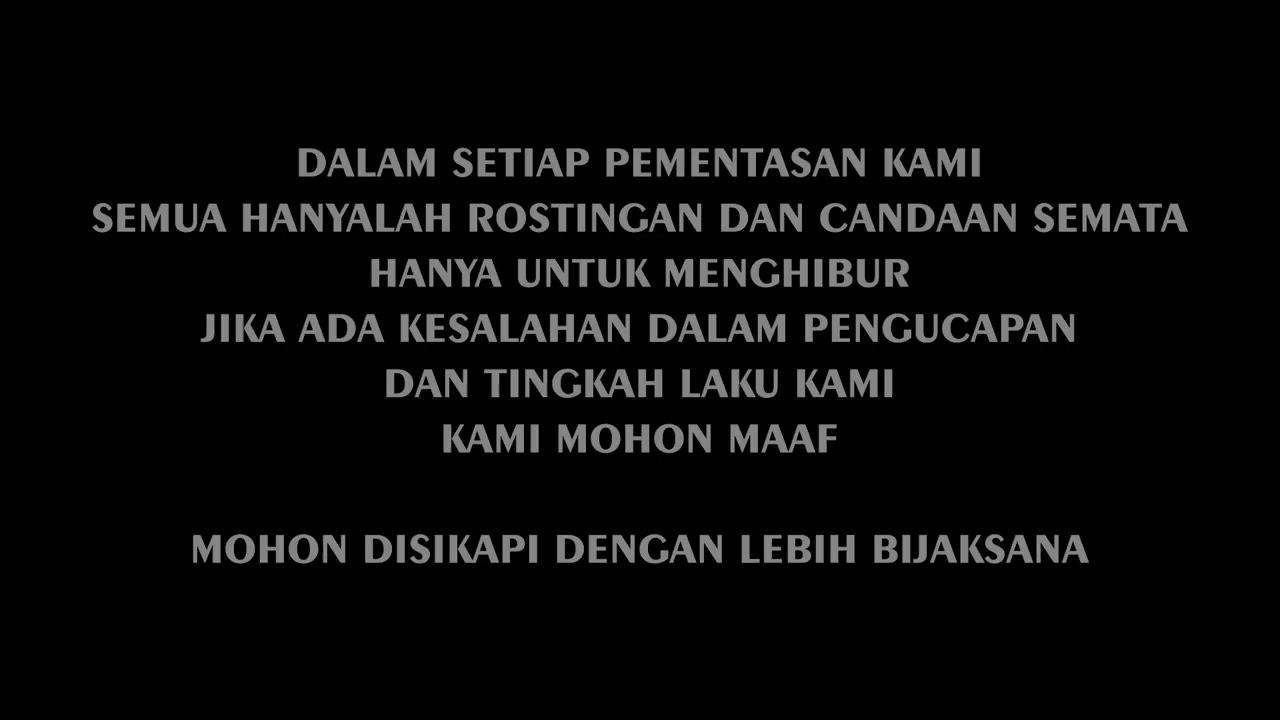 DALAM SETIAP PEMENTASAN KAMI
SEMUA HANYALAH ROSTINGAN DAN CANDAAN SEMATA
HANYA UNTUK MENGHIBUR
JIKA ADA KESALAHAN DALAM PENGUCAPAN
DAN TINGKAH LAKU KAMI
KAMI MOHON MAAF
MOHON DISIKAPI DENGAN LEBIH BIJAKSANA